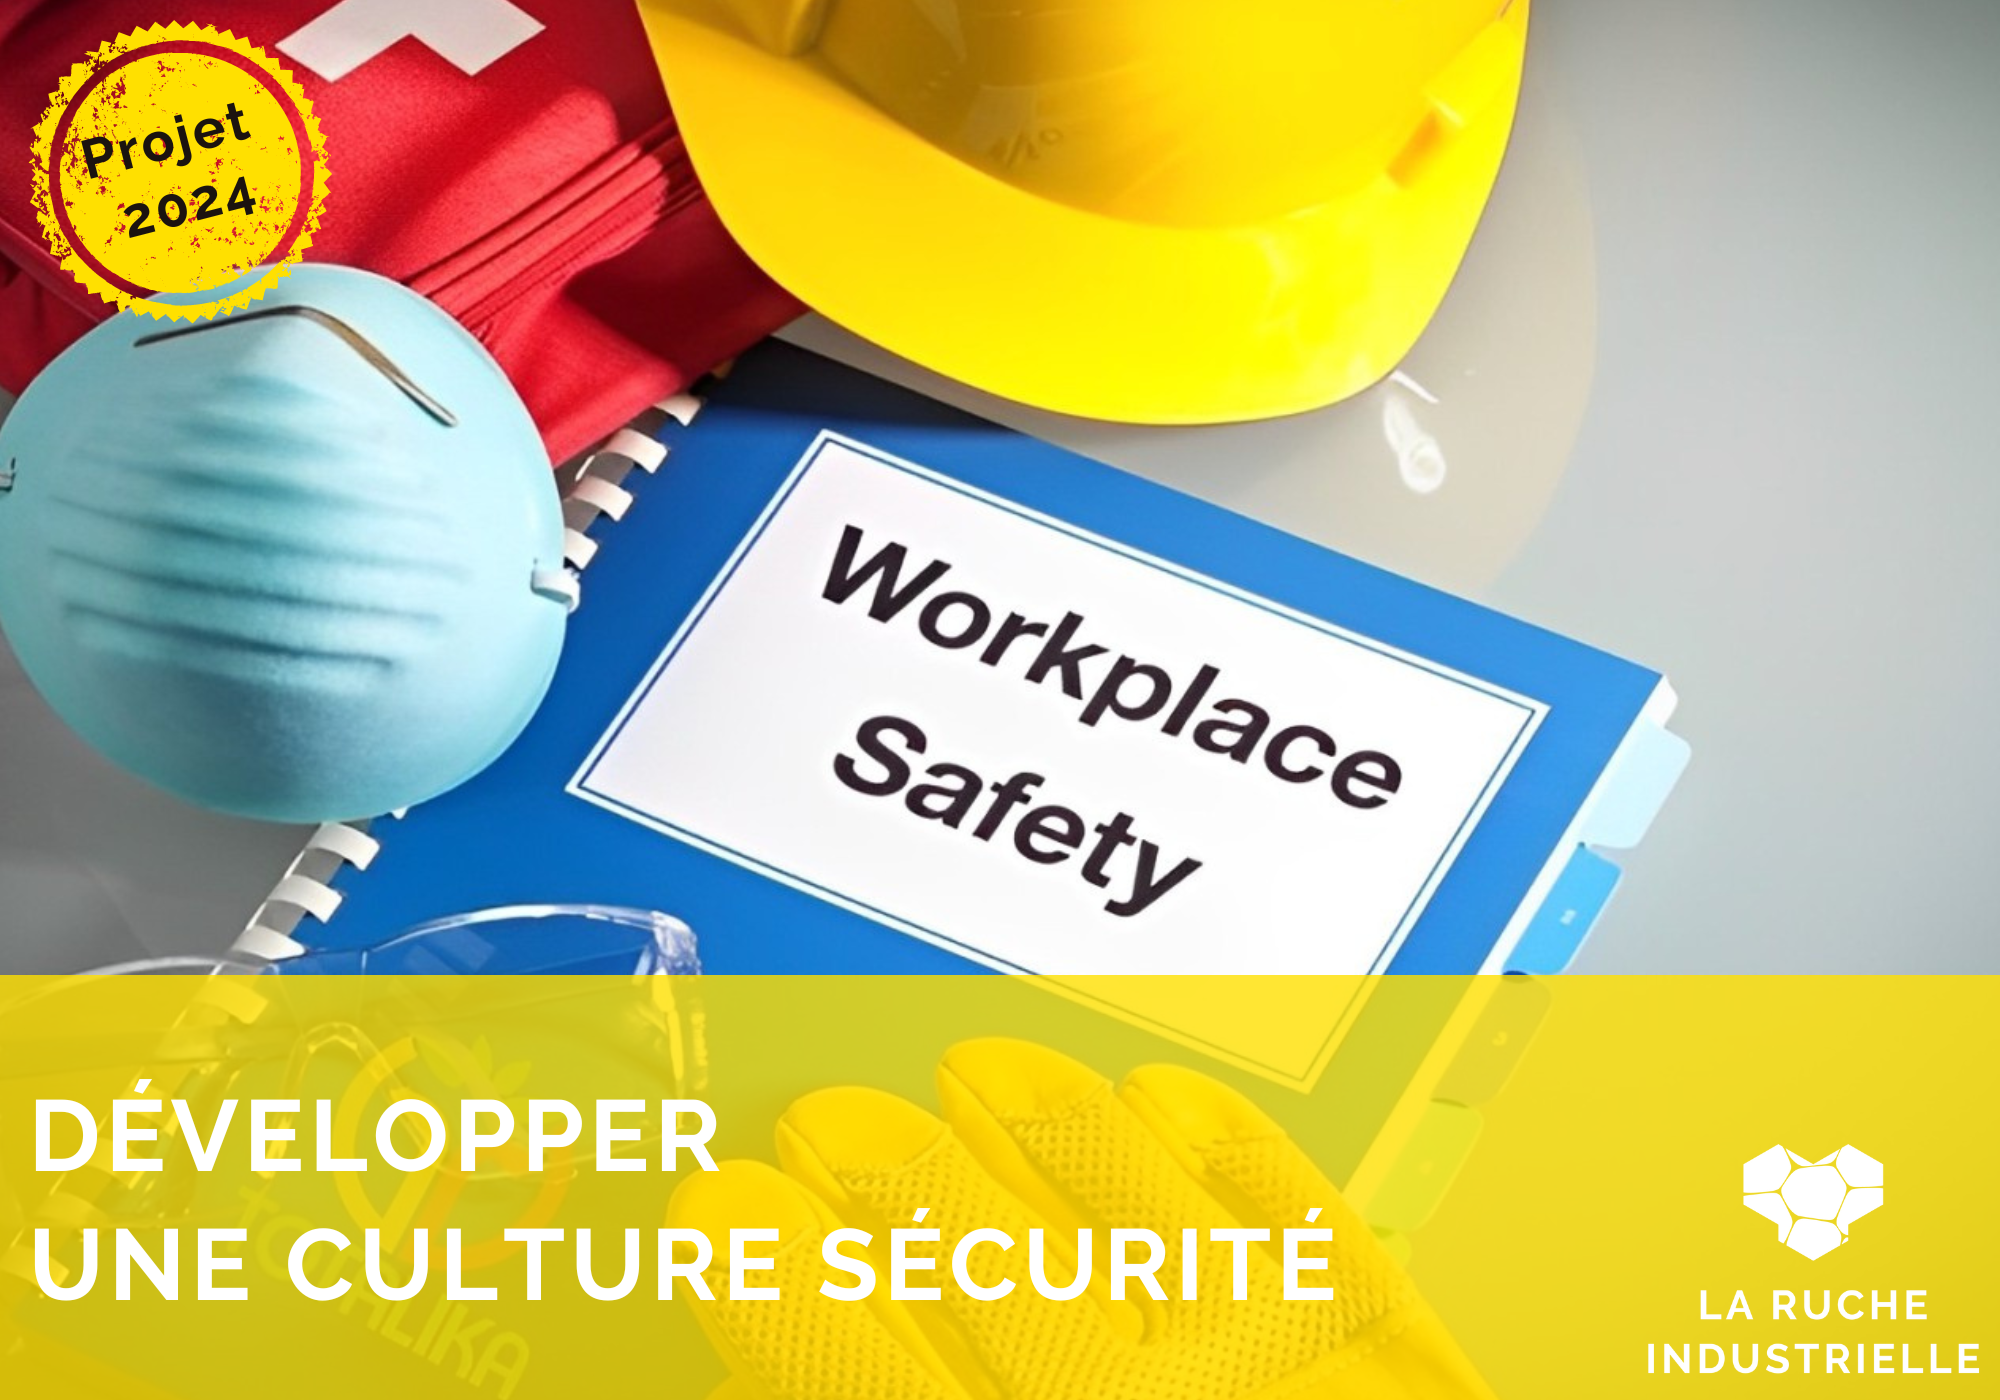 Projet
2024
Workplace
Safety
DÉVELOPPER
UNE CULTURE SÉCURITÉ
LA RUCHE
INDUSTRIELLE